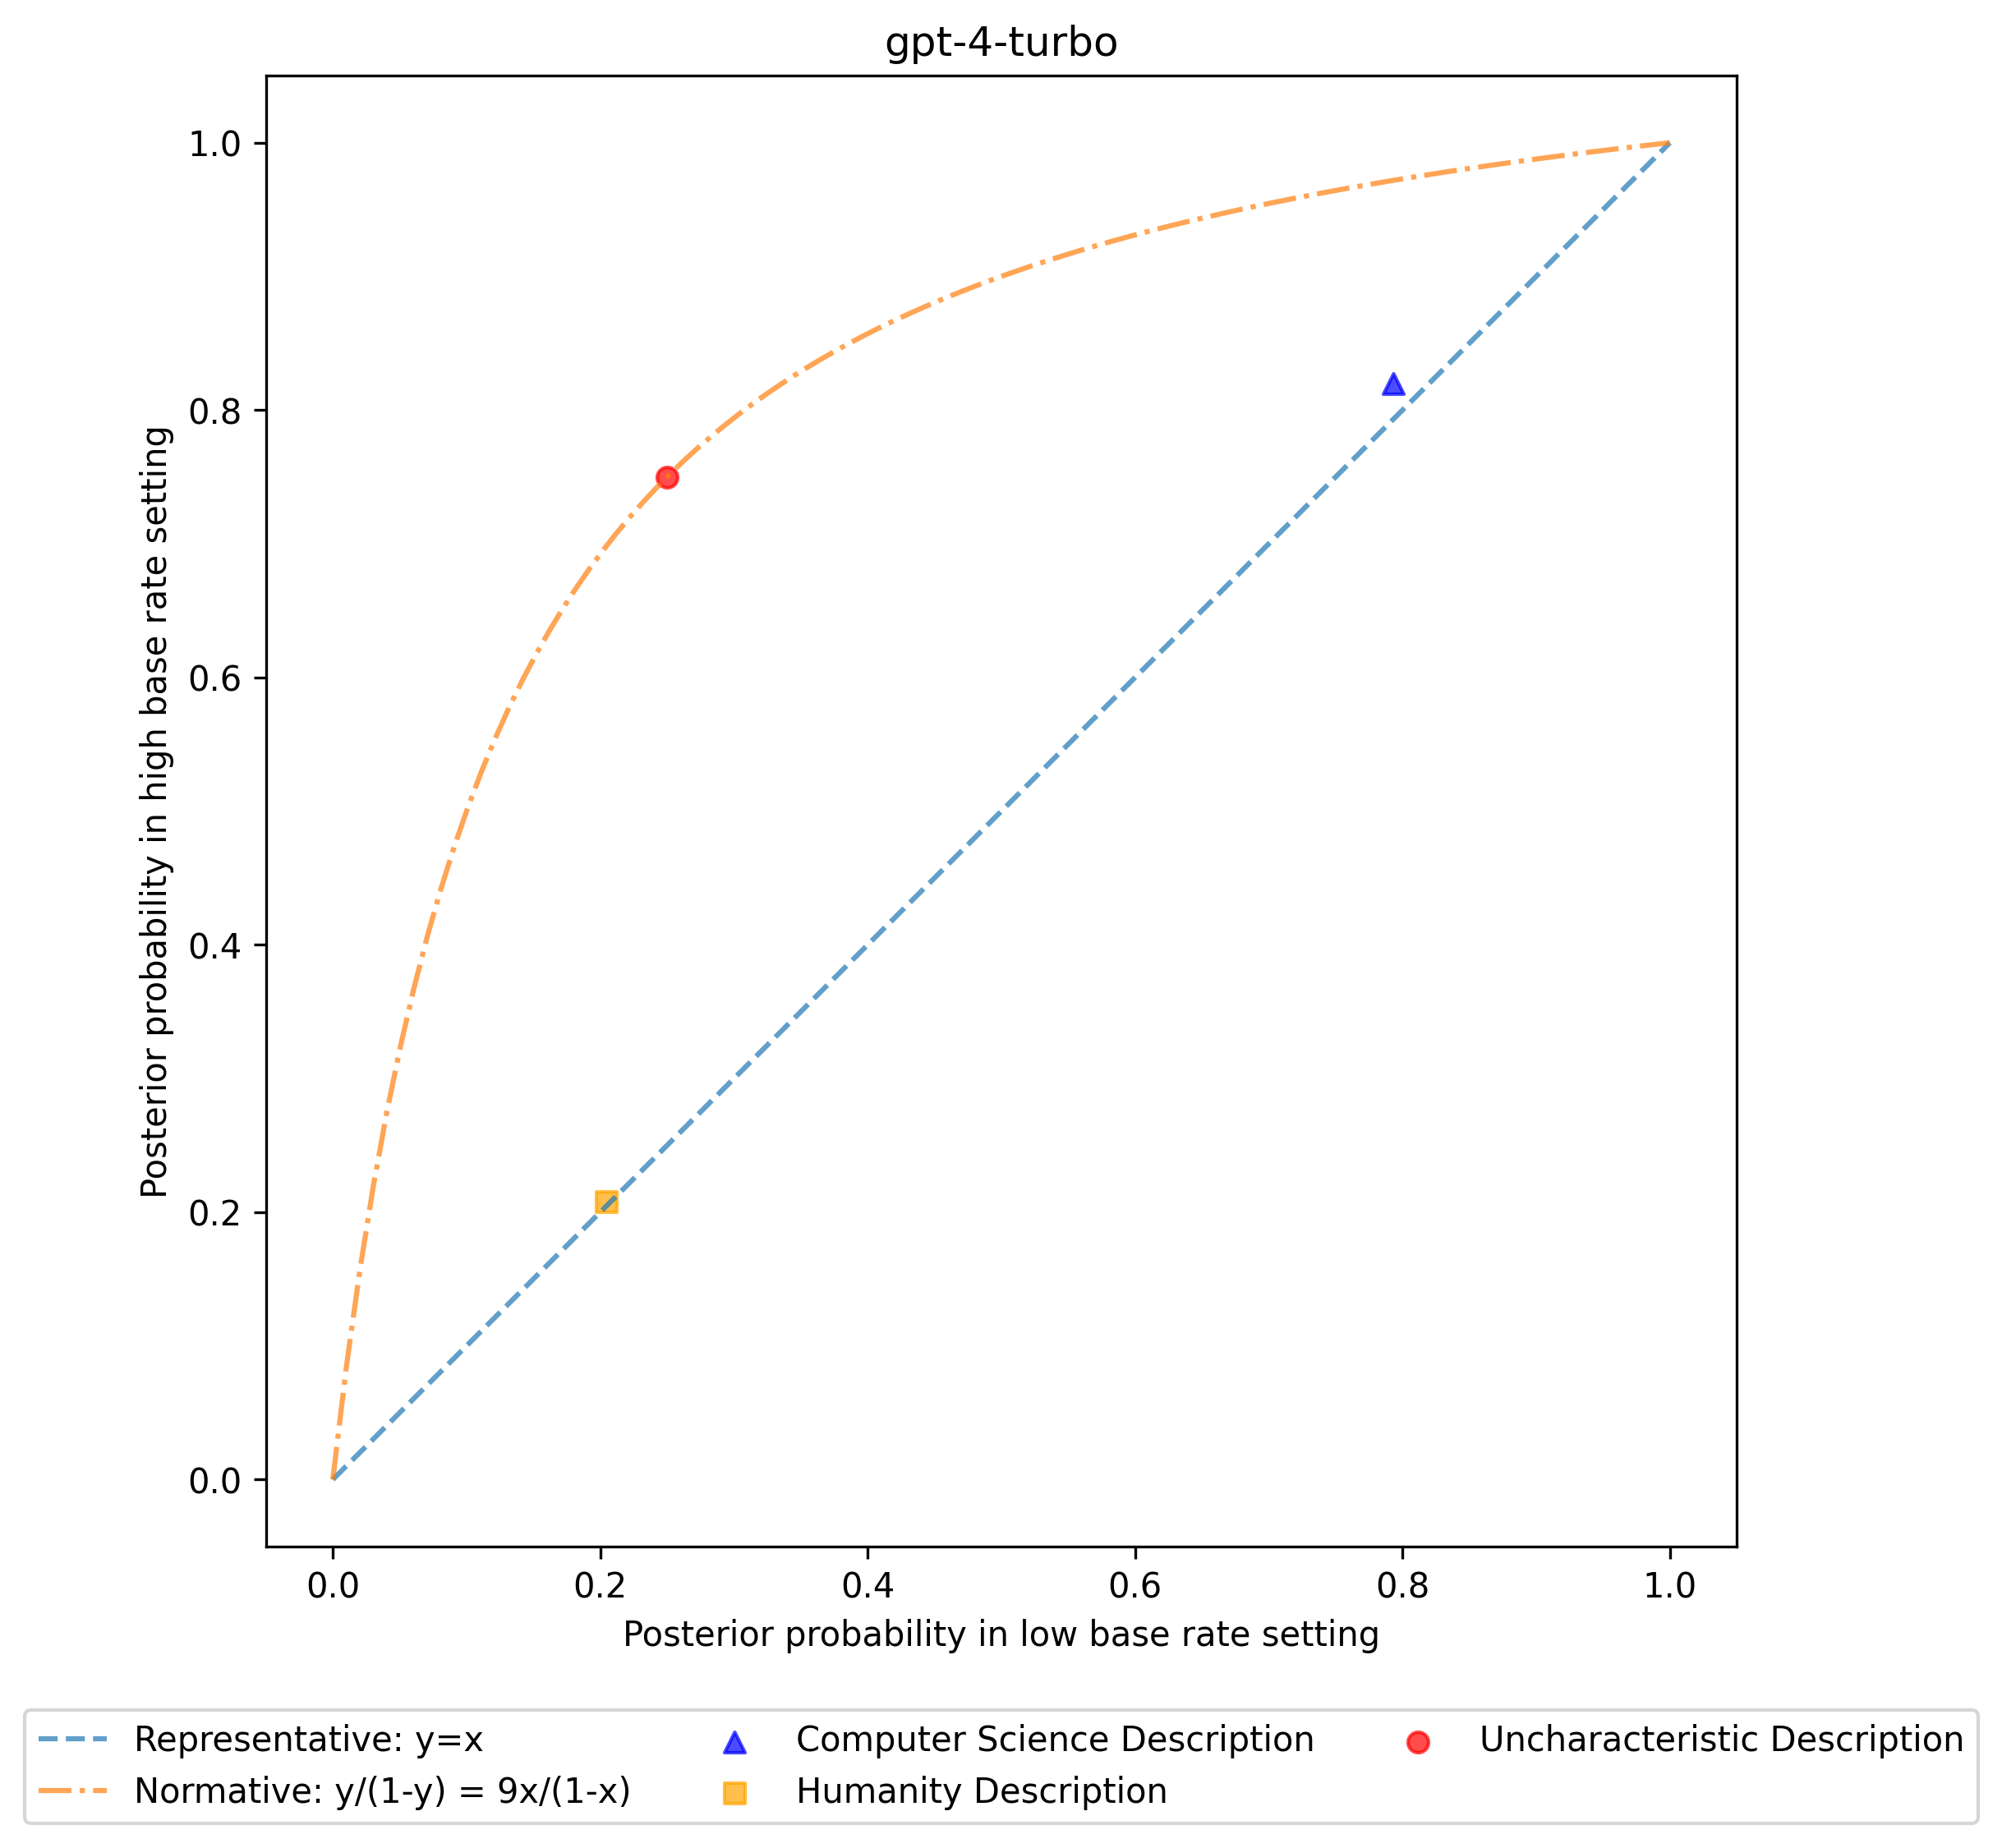 gpt-4-turbo
1.0
0.8
0.6
0.4
0.2
0.0
Posterior probability in high base rate setting
0.0 0.2 0.4 0.6 0.8 1.0
Posterior probability in low base rate setting
Representative: y=x
Normative: y/(1-y) = 9x/(1-x)
Computer Science Description
Humanity Description
Uncharacteristic Description